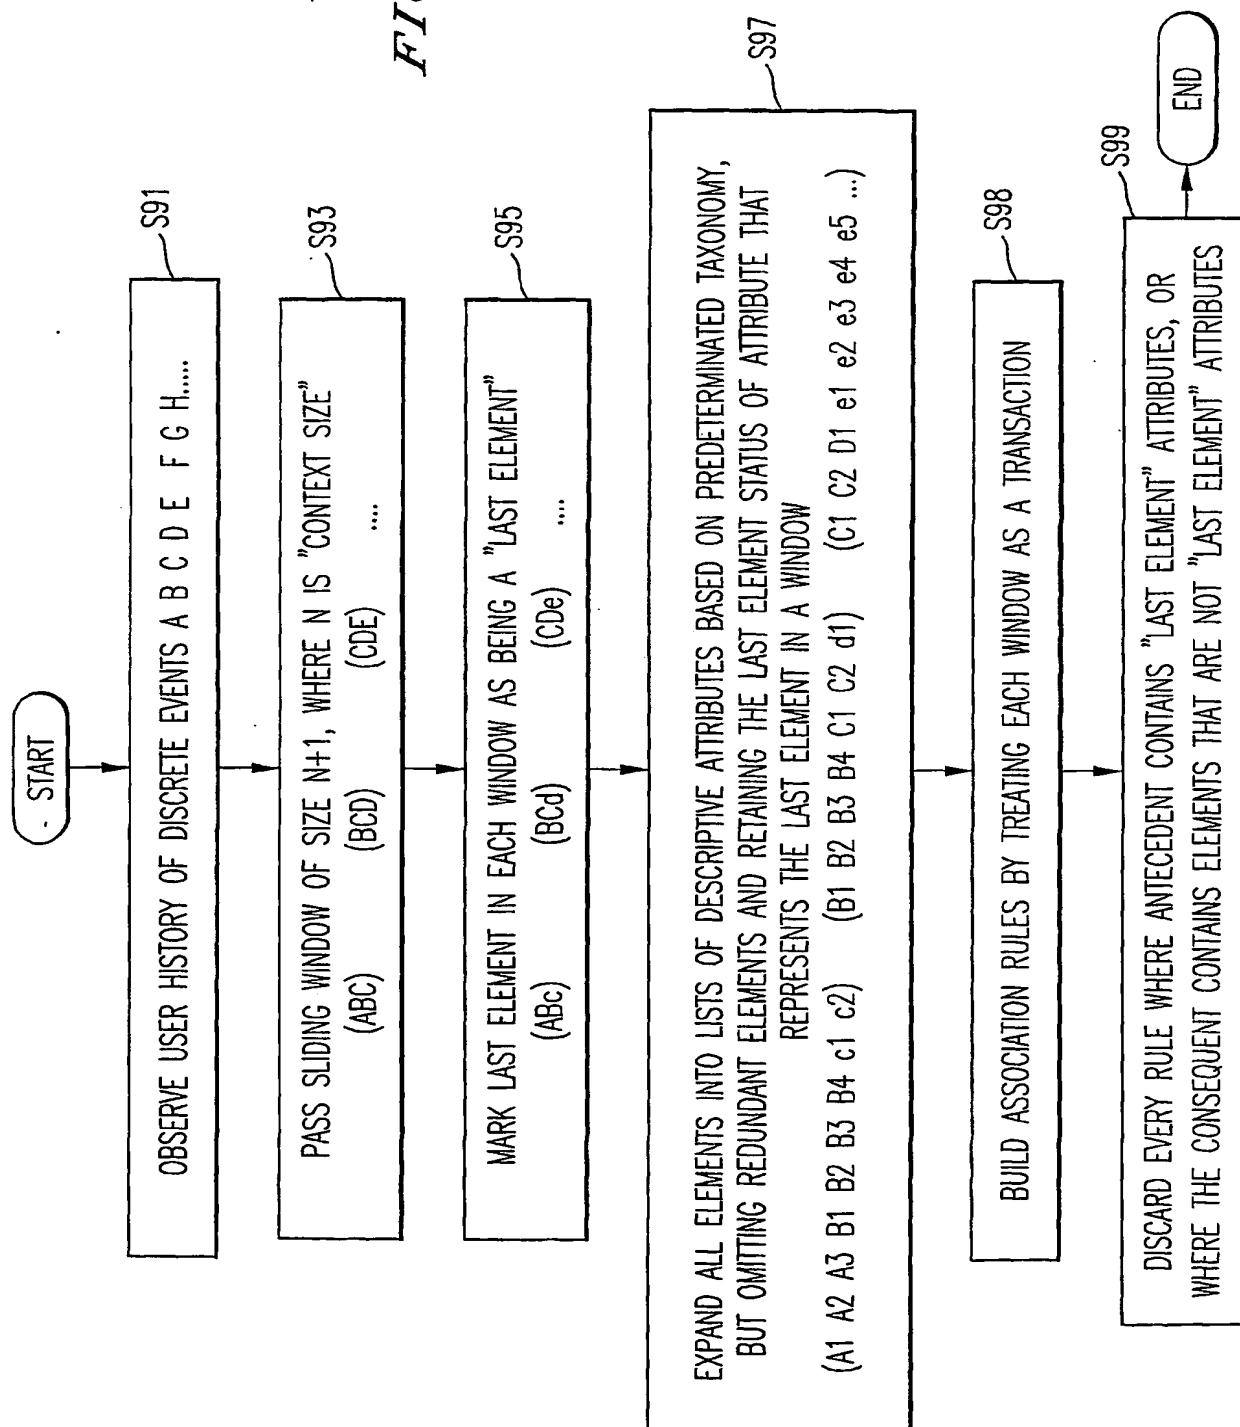 FIG
START
S91
OBSERVE USER HISTORY OF DISCRETE EVENTS A B C D E F G H.....
S93
PASS SLIDING WINDOW OF SIZE N+1, WHERE N IS "CONTEXT SIZE"
(ABC) (BCD) (CDE) ....
S95
MARK LAST ELEMENT IN EACH WINDOW AS BEING A "LAST ELEMENT"
(ABc) (BCd) (CDe) ....
S97
EXPAND ALL ELEMENTS INTO LISTS OF DESCRIPTIVE ATTRIBUTES BASED ON PREDETERMINATED TAXONOMY,
BUT OMITTING REDUNDANT ELEMENTS AND RETAINING THE LAST ELEMENT STATUS OF ATTRIBUTE THAT
REPRESENTS THE LAST ELEMENT IN A WINDOW
(A1 A2 A3 B1 B2 B3 B4 c1 c2) (B1 B2 B3 B4 C1 C2 d1) (C1 C2 D1 e1 e2 e3 e4 e5 ...)
S98
BUILD ASSOCIATION RULES BY TREATING EACH WINDOW AS A TRANSACTION
S99
DISCARD EVERY RULE WHERE ANTECEDENT CONTAINS "LAST ELEMENT" ATTRIBUTES, OR
WHERE THE CONSEQUENT CONTAINS ELEMENTS THAT ARE NOT "LAST ELEMENT" ATTRIBUTES
END